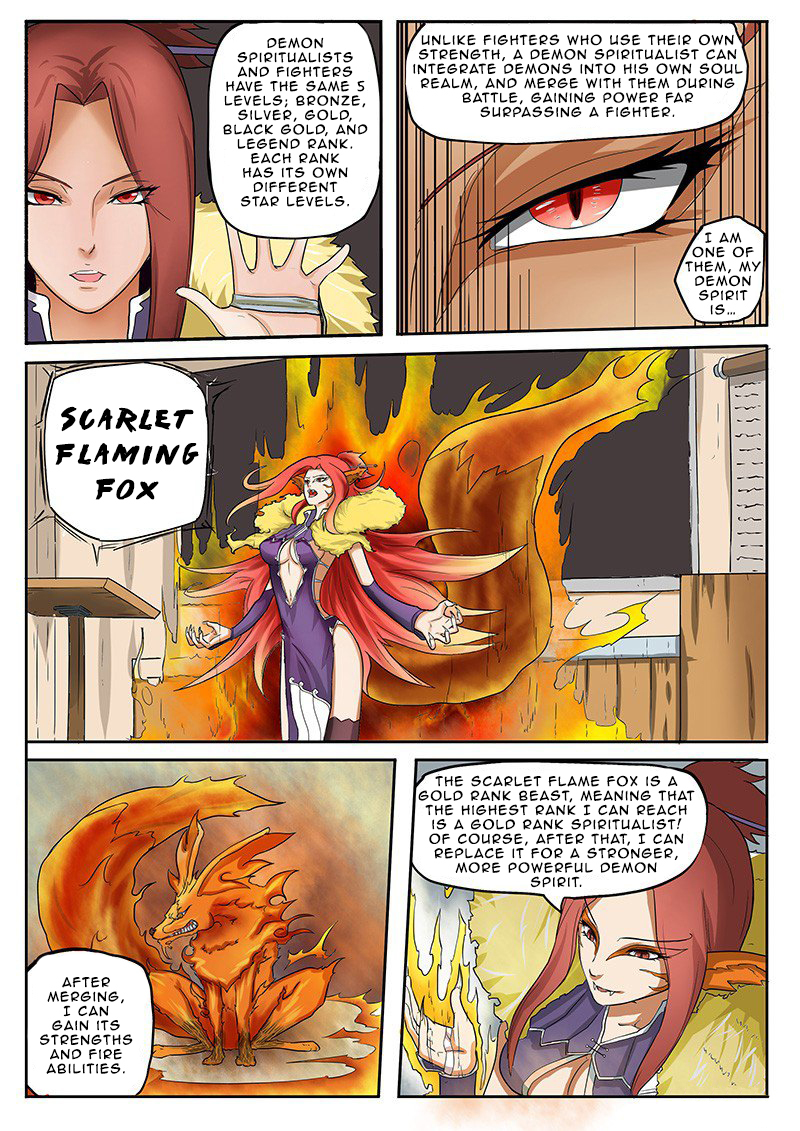 DEMON
SPIRITUALISTS
AND FIGHTERS
HAVE THE SAME 5
LEVELS; BRONZE,
SILVER, GOLD,
BLACK GOLD, AND
LEGEND RANK.
EACH RANK
HAS ITS OWN
DIFFERENT
STAR LEVELS.
UNLIKE FIGHTERS WHO USE THEIR OWN
STRENGTH, A DEMON SPIRITUALIST CAN
INTEGRATE DEMONS INTO HIS OWN SOUL
REALM, AND MERGE WITH THEM DURING
BATTLE, GAINING POWER FAR
SURPASSING A FIGHTER.
I AM
ONE OF
THEM, MY
DEMON
SPIRIT
IS...
SCARLET
FLAMING
FOX
AFTER
MERGING,
I CAN
GAIN ITS
STRENGTHS
AND FIRE
ABILITIES.
THE SCARLET FLAME FOX IS A
GOLD RANK BEAST, MEANING THAT
THE HIGHEST RANK I CAN REACH
IS A GOLD RANK SPIRITUALIST!
OF COURSE, AFTER THAT, I CAN
REPLACE IT FOR A STRONGER,
MORE POWERFUL DEMON
SPIRIT.